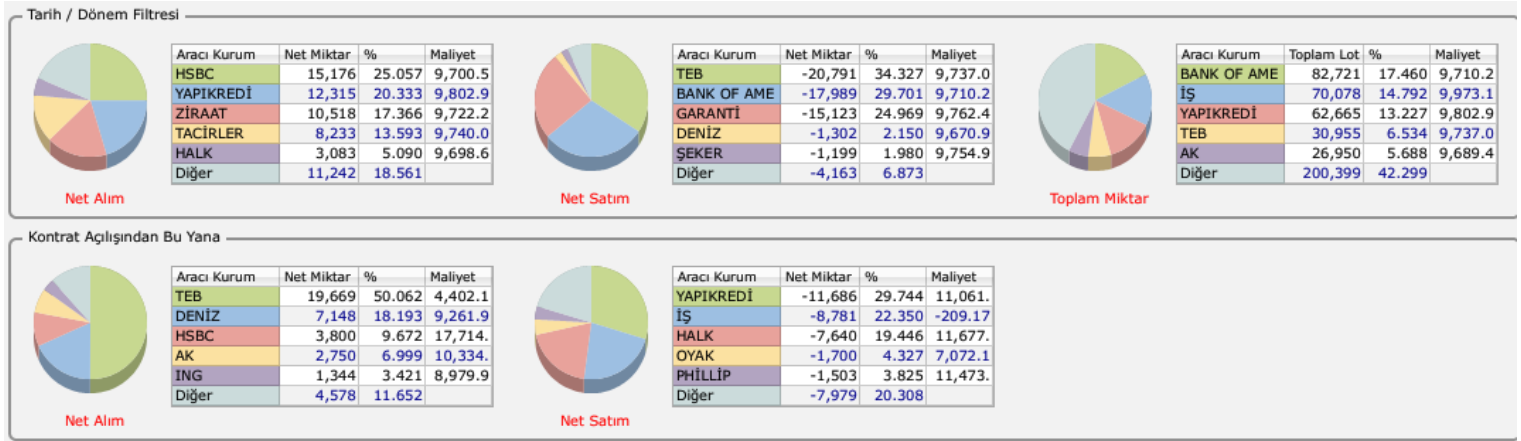 Tarih / Dönem Filtresi
Aracı Kurum Net Miktar % Maliyet
HSBC 15,176 25.057 9,700.5
YAPIKREDİ 12,315 20.333 9,802.9
ZİRAAT 10,518 17.366 9,722.2
TACİRLER 8,233 13.593 9,740.0
HALK 3,083 5.090 9,698.6
Diğer 11,242 18.561
Net Alım
Aracı Kurum Net Miktar % Maliyet
TEB -20,791 34.327 9,737.0
BANK OF AME -17,989 29.701 9,710.2
GARANTİ -15,123 24.969 9,762.4
DENİZ -1,302 2.150 9,670.9
ŞEKER -1,199 1.980 9,754.9
Diğer -4,163 6.873
Net Satım
Aracı Kurum Toplam Lot % Maliyet
BANK OF AME 82,721 17.460 9,710.2
İŞ 70,078 14.792 9,973.1
YAPIKREDİ 62,665 13.227 9,802.9
TEB 30,955 6.534 9,737.0
AK 26,950 5.688 9,689.4
Diğer 200,399 42.299
Toplam Miktar
Kontrat Açılışından Bu Yana
Aracı Kurum Net Miktar % Maliyet
TEB 19,669 50.062 4,402.1
DENİZ 7,148 18.193 9,261.9
HSBC 3,800 9.672 17,714.
AK 2,750 6.999 10,334.
ING 1,344 3.421 8,979.9
Diğer 4,578 11.652
Net Alım
Aracı Kurum Net Miktar % Maliyet
YAPIKREDİ -11,686 29.744 11,061.
İŞ -8,781 22.350 -209.17
HALK -7,640 19.446 11,677.
OYAK -1,700 4.327 7,072.1
PHİLLİP -1,503 3.825 11,473.
Diğer -7,979 20.308
Net Satım